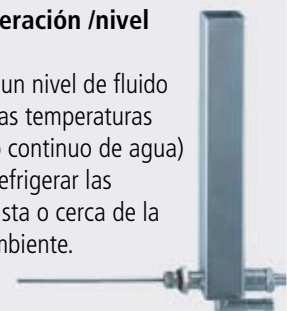 eración /nivel
un nivel de fluido
as temperaturas
o continuo de agua)
efrigerar las
sta o cerca de la
mbiente.